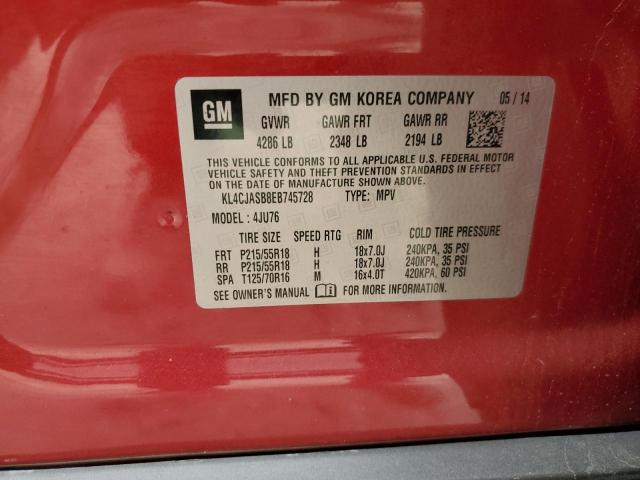 GM MFD BY GM KOREA COMPANY 05 / 14
GVWR GAWR FRT GAWR RR
4286 LB 2348 LB 2194 LB
THIS VEHICLE CONFORMS TO ALL APPLICABLE U.S. FEDERAL MOTOR
VEHICLE SAFETY AND THEFT PREVENTION STANDARDS IN EFFECT
ON THE DATE OF MANUFACTURE SHOWN ABOVE.
KL4CJASB8EB745728 TYPE: MPV
MODEL : 4JU76
TIRE SIZE SPEED RTG RIM COLD TIRE PRESSURE
FRT P215/55R18 H 18x7.0J 240KPA, 35 PSI
RR P215/55R18 H 18x7.0J 240KPA, 35 PSI
SPA T125/70R16 M 16x4.0T 420KPA, 60 PSI
SEE OWNER'S MANUAL FOR MORE INFORMATION